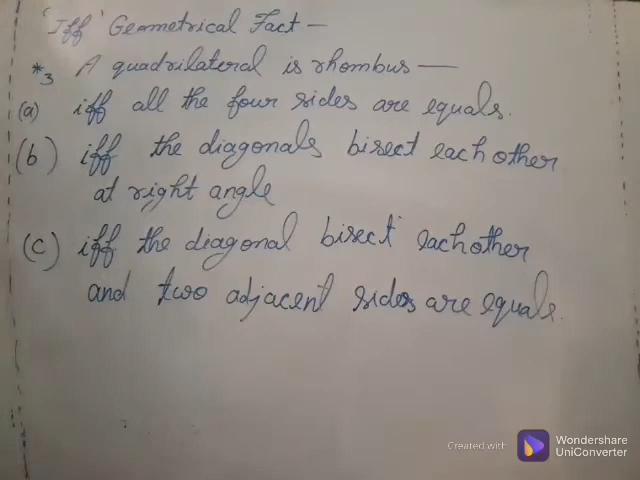 'Iff' Geometrical Fact —
*3 A quadrilateral is rhombus —
(a) iff all the four sides are equals.
(b) iff the diagonals bisect each other
at right angle
(c) iff the diagonal bisect each other
and two adjacent sides are equals.
Created with Wondershare
UniConverter